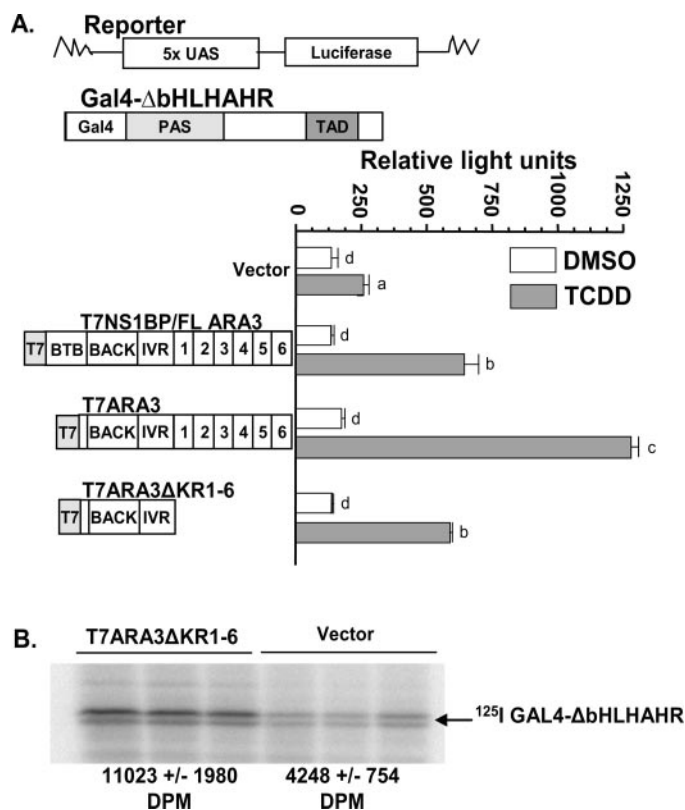 A.
Reporter
5x UAS Luciferase
Gal4-ΔbHLHAHR
Gal4 PAS TAD
Relative light units
0 250 500 750 1000 1250
DMSO
TCDD
Vector
d
a
T7NS1BP/FL ARA3
T7 BTB BACK IVR 1 2 3 4 5 6
d
b
T7ARA3
T7 BACK IVR 1 2 3 4 5 6
d
c
T7ARA3ΔKR1-6
T7 BACK IVR
d
b
B.
T7ARA3ΔKR1-6 Vector
125I GAL4-ΔbHLHAHR
11023 +/- 1980 4248 +/- 754
DPM DPM